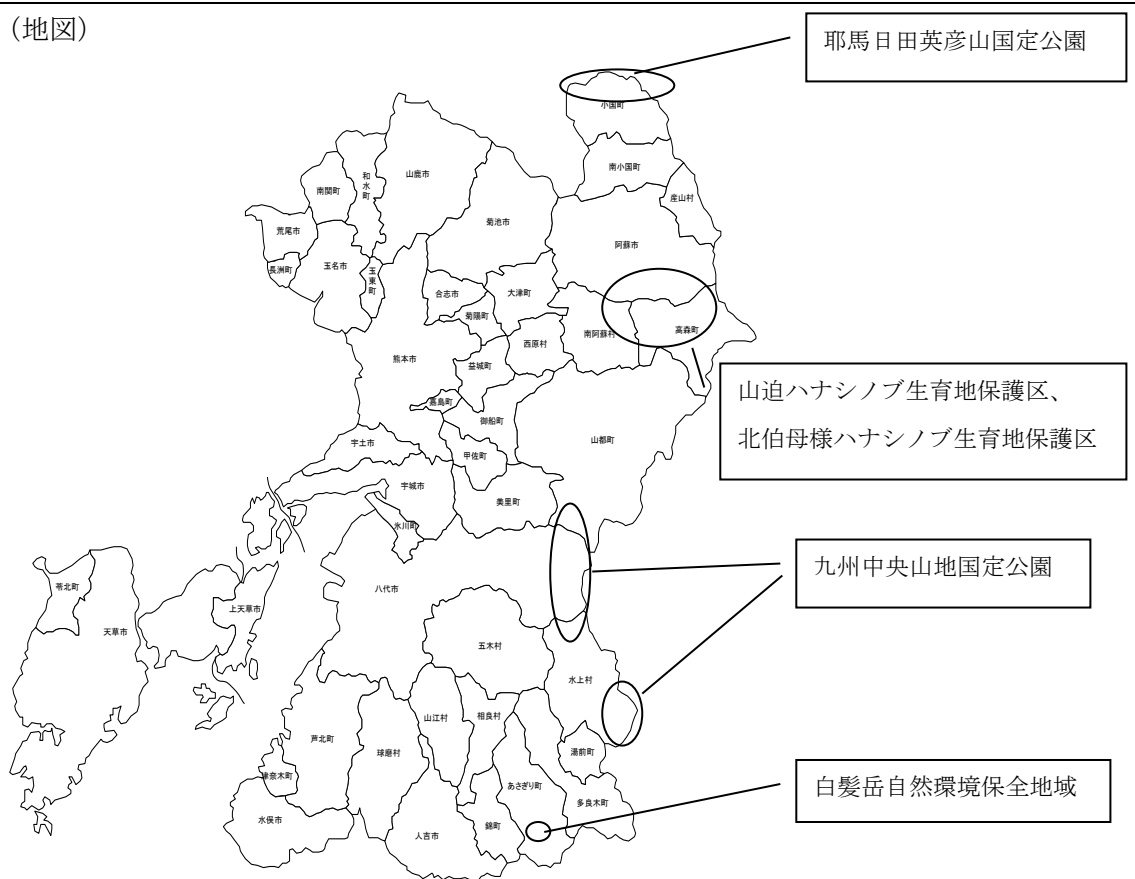 (地図)
耶馬日田英彦山国定公園
小国町
南小国町
産山村
山鹿市
和水町
南関町
菊池市
荒尾市
阿蘇市
玉名市
長洲町
玉東町
合志市
大津町
菊陽町
南阿蘇村
高森町
西原村
熊本市
益城町
山迫ハナシノブ生育地保護区、
北伯母様ハナシノブ生育地保護区
嘉島町
御船町
山都町
宇土市
甲佐町
宇城市
美里町
氷川町
九州中央山地国定公園
八代市
苓北町
上天草市
天草市
五木村
水上村
山江村
相良村
芦北町
球磨村
湯前町
津奈木町
あさぎり町
白髪岳自然環境保全地域
多良木町
水俣市
錦町
人吉市